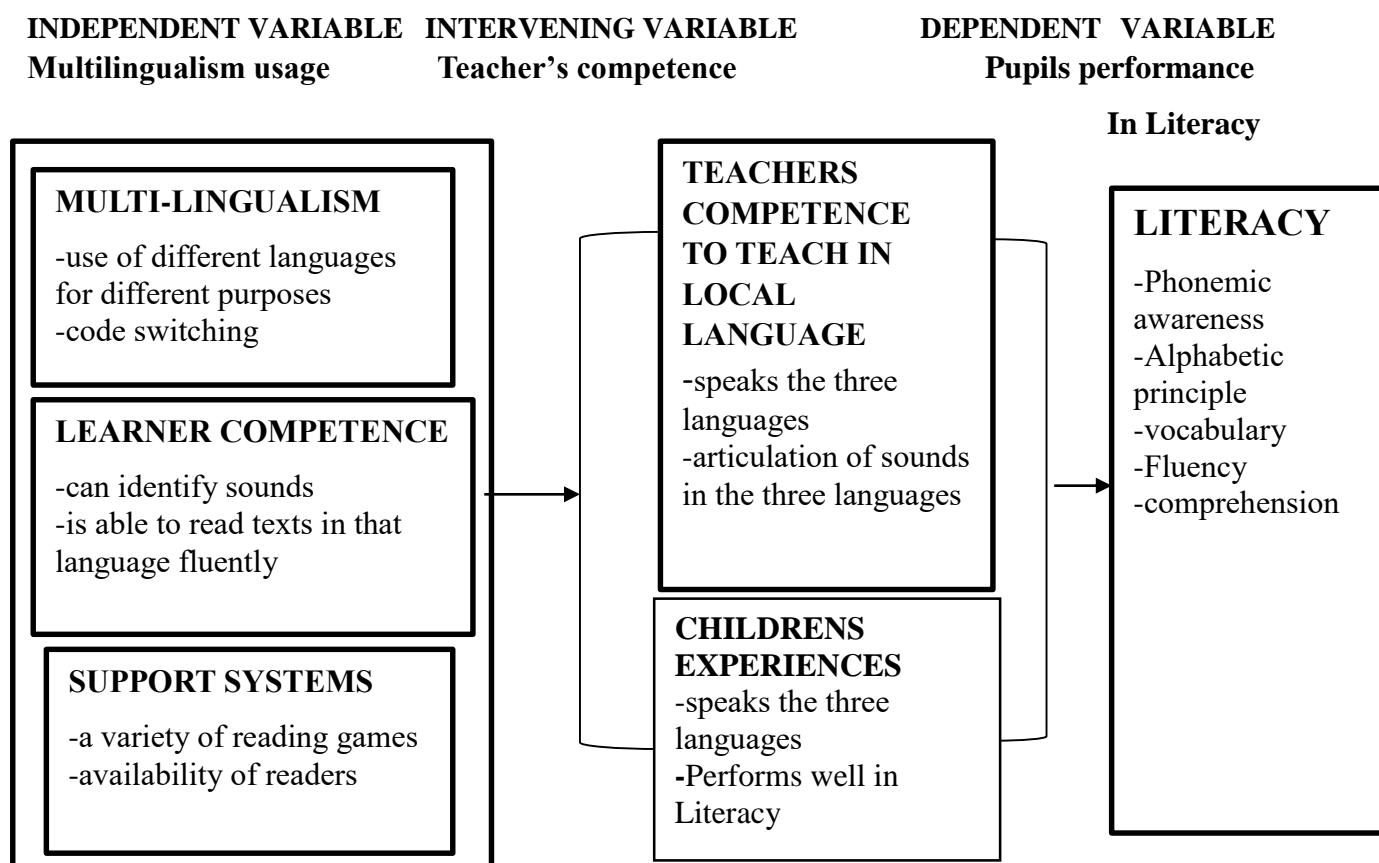 INDEPENDENT VARIABLE INTERVENING VARIABLE DEPENDENT VARIABLE
Multilingualism usage Teacher’s competence Pupils performance
In Literacy
MULTI-LINGUALISM
-use of different languages
for different purposes
-code switching
LEARNER COMPETENCE
-can identify sounds
-is able to read texts in that
language fluently
SUPPORT SYSTEMS
-a variety of reading games
-availability of readers
TEACHERS
COMPETENCE
TO TEACH IN
LOCAL
LANGUAGE
-speaks the three
languages
-articulation of sounds
in the three languages
CHILDRENS
EXPERIENCES
-speaks the three
languages
-Performs well in
Literacy
LITERACY
-Phonemic
awareness
-Alphabetic
principle
-vocabulary
-Fluency
-comprehension